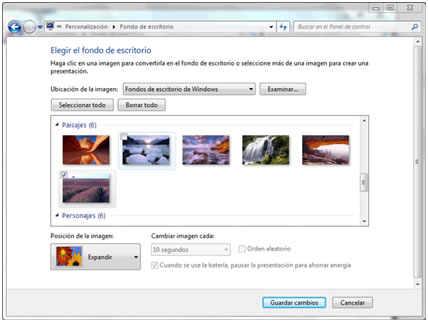 « Personalización ▸ Fondo de escritorio
Buscar en el Panel de control
Elegir el fondo de escritorio
Haga clic en una imagen para convertirla en el fondo de escritorio o seleccione más de una imagen para crear una
presentación.
Ubicación de la imagen: Fondos de escritorio de Windows Examinar...
Seleccionar todo Borrar todo
Paisajes (6)
Personajes (6)
Posición de la imagen: Cambiar imagen cada:
Expandir 10 segundos Orden aleatorio
Cuando se use la batería, pausar la presentación para ahorrar energía
Guardar cambios Cancelar